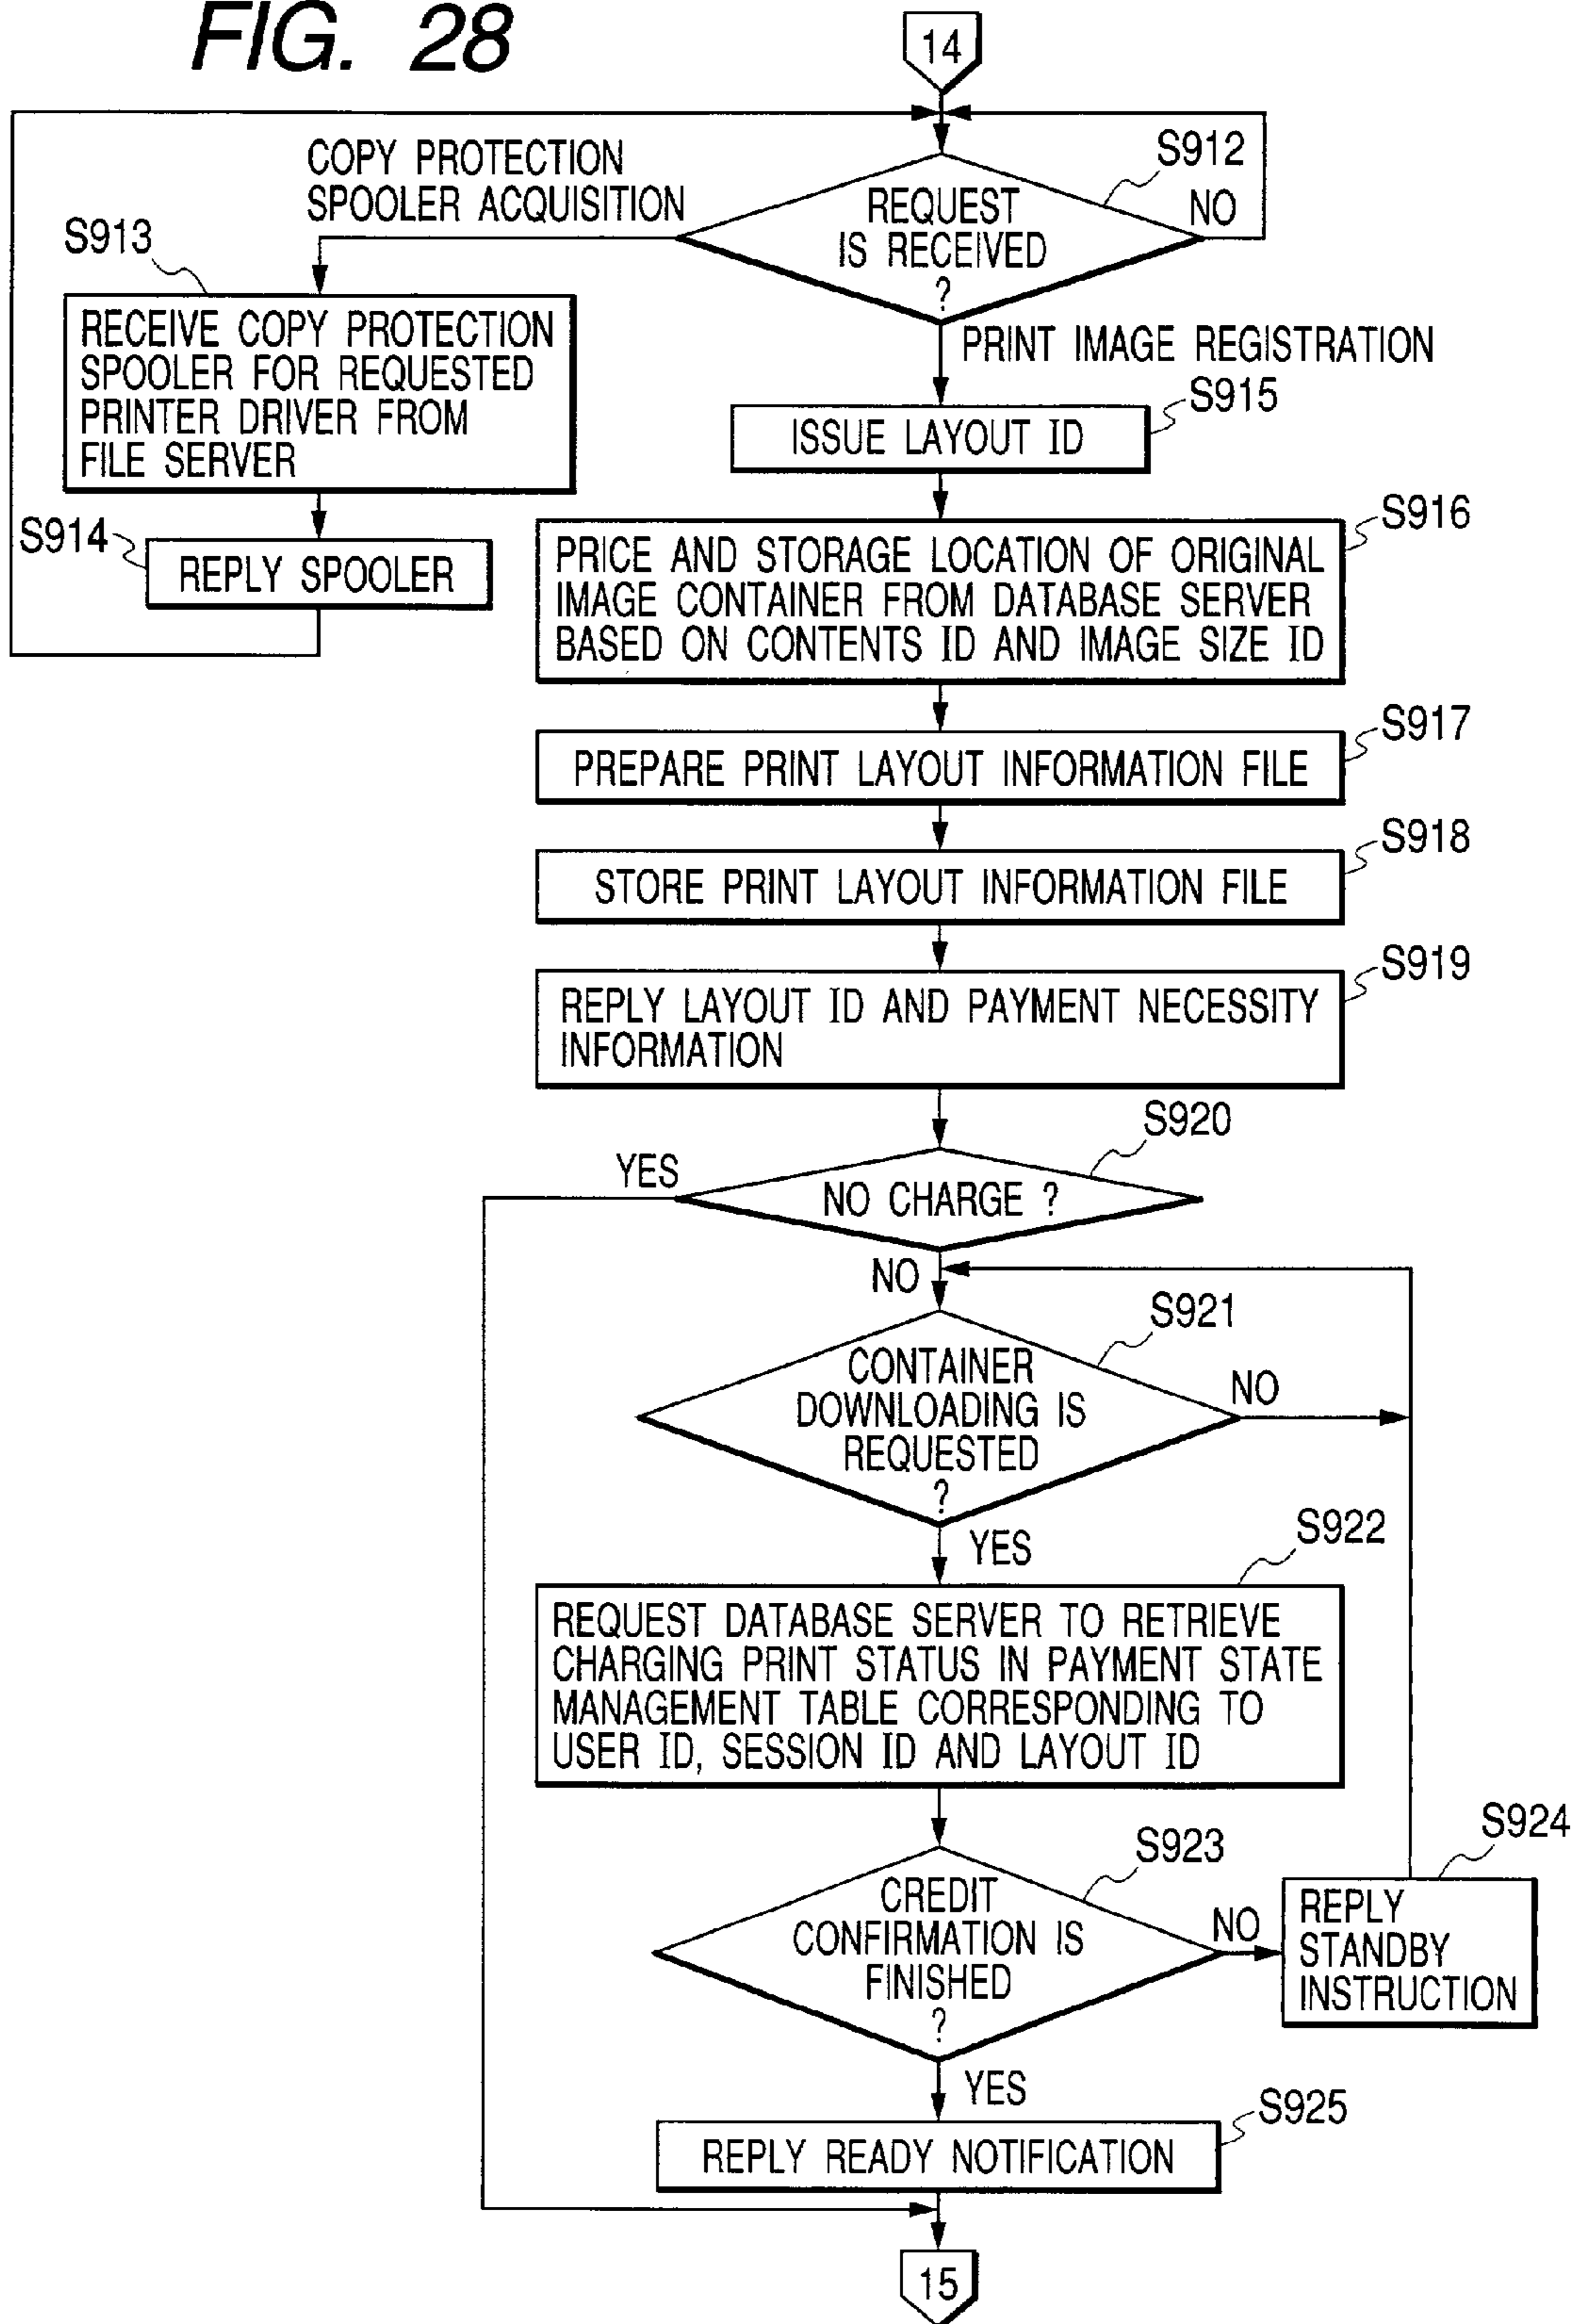 FIG. 28
14
COPY PROTECTION
SPOOLER ACQUISITION
S912
REQUEST
IS RECEIVED
?
NO
S913
RECEIVE COPY PROTECTION
SPOOLER FOR REQUESTED
PRINTER DRIVER FROM
FILE SERVER
PRINT IMAGE REGISTRATION
S915
ISSUE LAYOUT ID
S914
REPLY SPOOLER
S916
PRICE AND STORAGE LOCATION OF ORIGINAL
IMAGE CONTAINER FROM DATABASE SERVER
BASED ON CONTENTS ID AND IMAGE SIZE ID
S917
PREPARE PRINT LAYOUT INFORMATION FILE
S918
STORE PRINT LAYOUT INFORMATION FILE
S919
REPLY LAYOUT ID AND PAYMENT NECESSITY
INFORMATION
S920
YES
NO CHARGE ?
NO
S921
CONTAINER
DOWNLOADING IS
REQUESTED
?
NO
YES
S922
REQUEST DATABASE SERVER TO RETRIEVE
CHARGING PRINT STATUS IN PAYMENT STATE
MANAGEMENT TABLE CORRESPONDING TO
USER ID, SESSION ID AND LAYOUT ID
S923
CREDIT
CONFIRMATION IS
FINISHED
?
NO
S924
REPLY
STANDBY
INSTRUCTION
YES
S925
REPLY READY NOTIFICATION
15